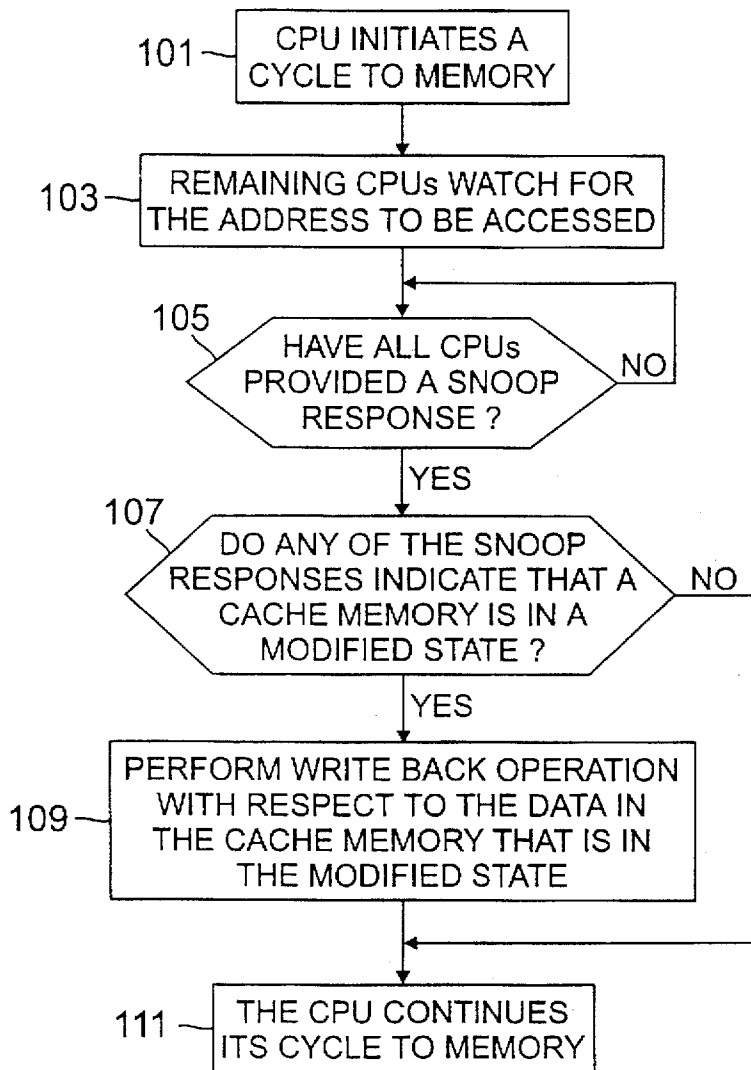 101
CPU INITIATES A
CYCLE TO MEMORY
103
REMAINING CPUs WATCH FOR
THE ADDRESS TO BE ACCESSED
105
HAVE ALL CPUs
PROVIDED A SNOOP
RESPONSE ?
NO
YES
107
DO ANY OF THE SNOOP
RESPONSES INDICATE THAT A
CACHE MEMORY IS IN A
MODIFIED STATE ?
NO
YES
109
PERFORM WRITE BACK OPERATION
WITH RESPECT TO THE DATA IN
THE CACHE MEMORY THAT IS IN
THE MODIFIED STATE
111
THE CPU CONTINUES
ITS CYCLE TO MEMORY